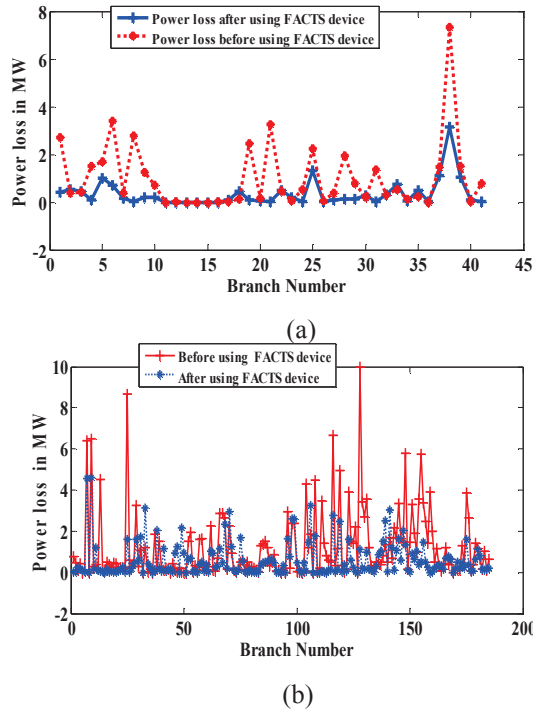 Power loss after using FACTS device
Power loss before using FACTS device
Power loss in MW
8
6
4
2
0
-2
0 5 10 15 20 25 30 35 40 45
Branch Number
(a)
Before using FACTS device
After using FACTS device
Power loss in MW
10
8
6
4
2
0
-2
0 50 100 150 200
Branch Number
(b)